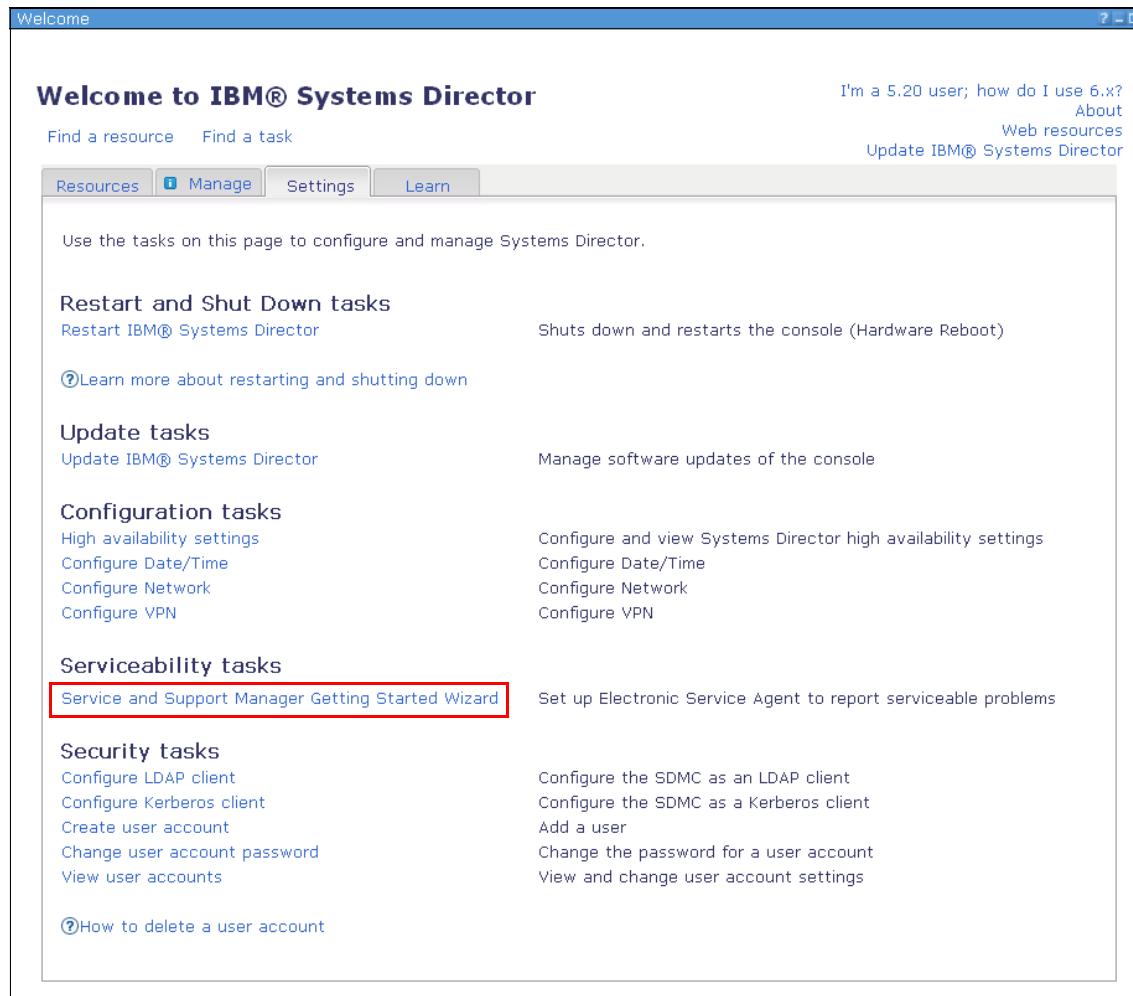 Welcome
? –
Welcome to IBM® Systems Director
I'm a 5.20 user; how do I use 6.x?
About
Web resources
Update IBM® Systems Director
Find a resource Find a task
Resources Manage Settings Learn
Use the tasks on this page to configure and manage Systems Director.
Restart and Shut Down tasks
Restart IBM® Systems Director Shuts down and restarts the console (Hardware Reboot)
?Learn more about restarting and shutting down
Update tasks
Update IBM® Systems Director Manage software updates of the console
Configuration tasks
High availability settings Configure and view Systems Director high availability settings
Configure Date/Time Configure Date/Time
Configure Network Configure Network
Configure VPN Configure VPN
Serviceability tasks
Service and Support Manager Getting Started Wizard Set up Electronic Service Agent to report serviceable problems
Security tasks
Configure LDAP client Configure the SDMC as an LDAP client
Configure Kerberos client Configure the SDMC as a Kerberos client
Create user account Add a user
Change user account password Change the password for a user account
View user accounts View and change user account settings
?How to delete a user account